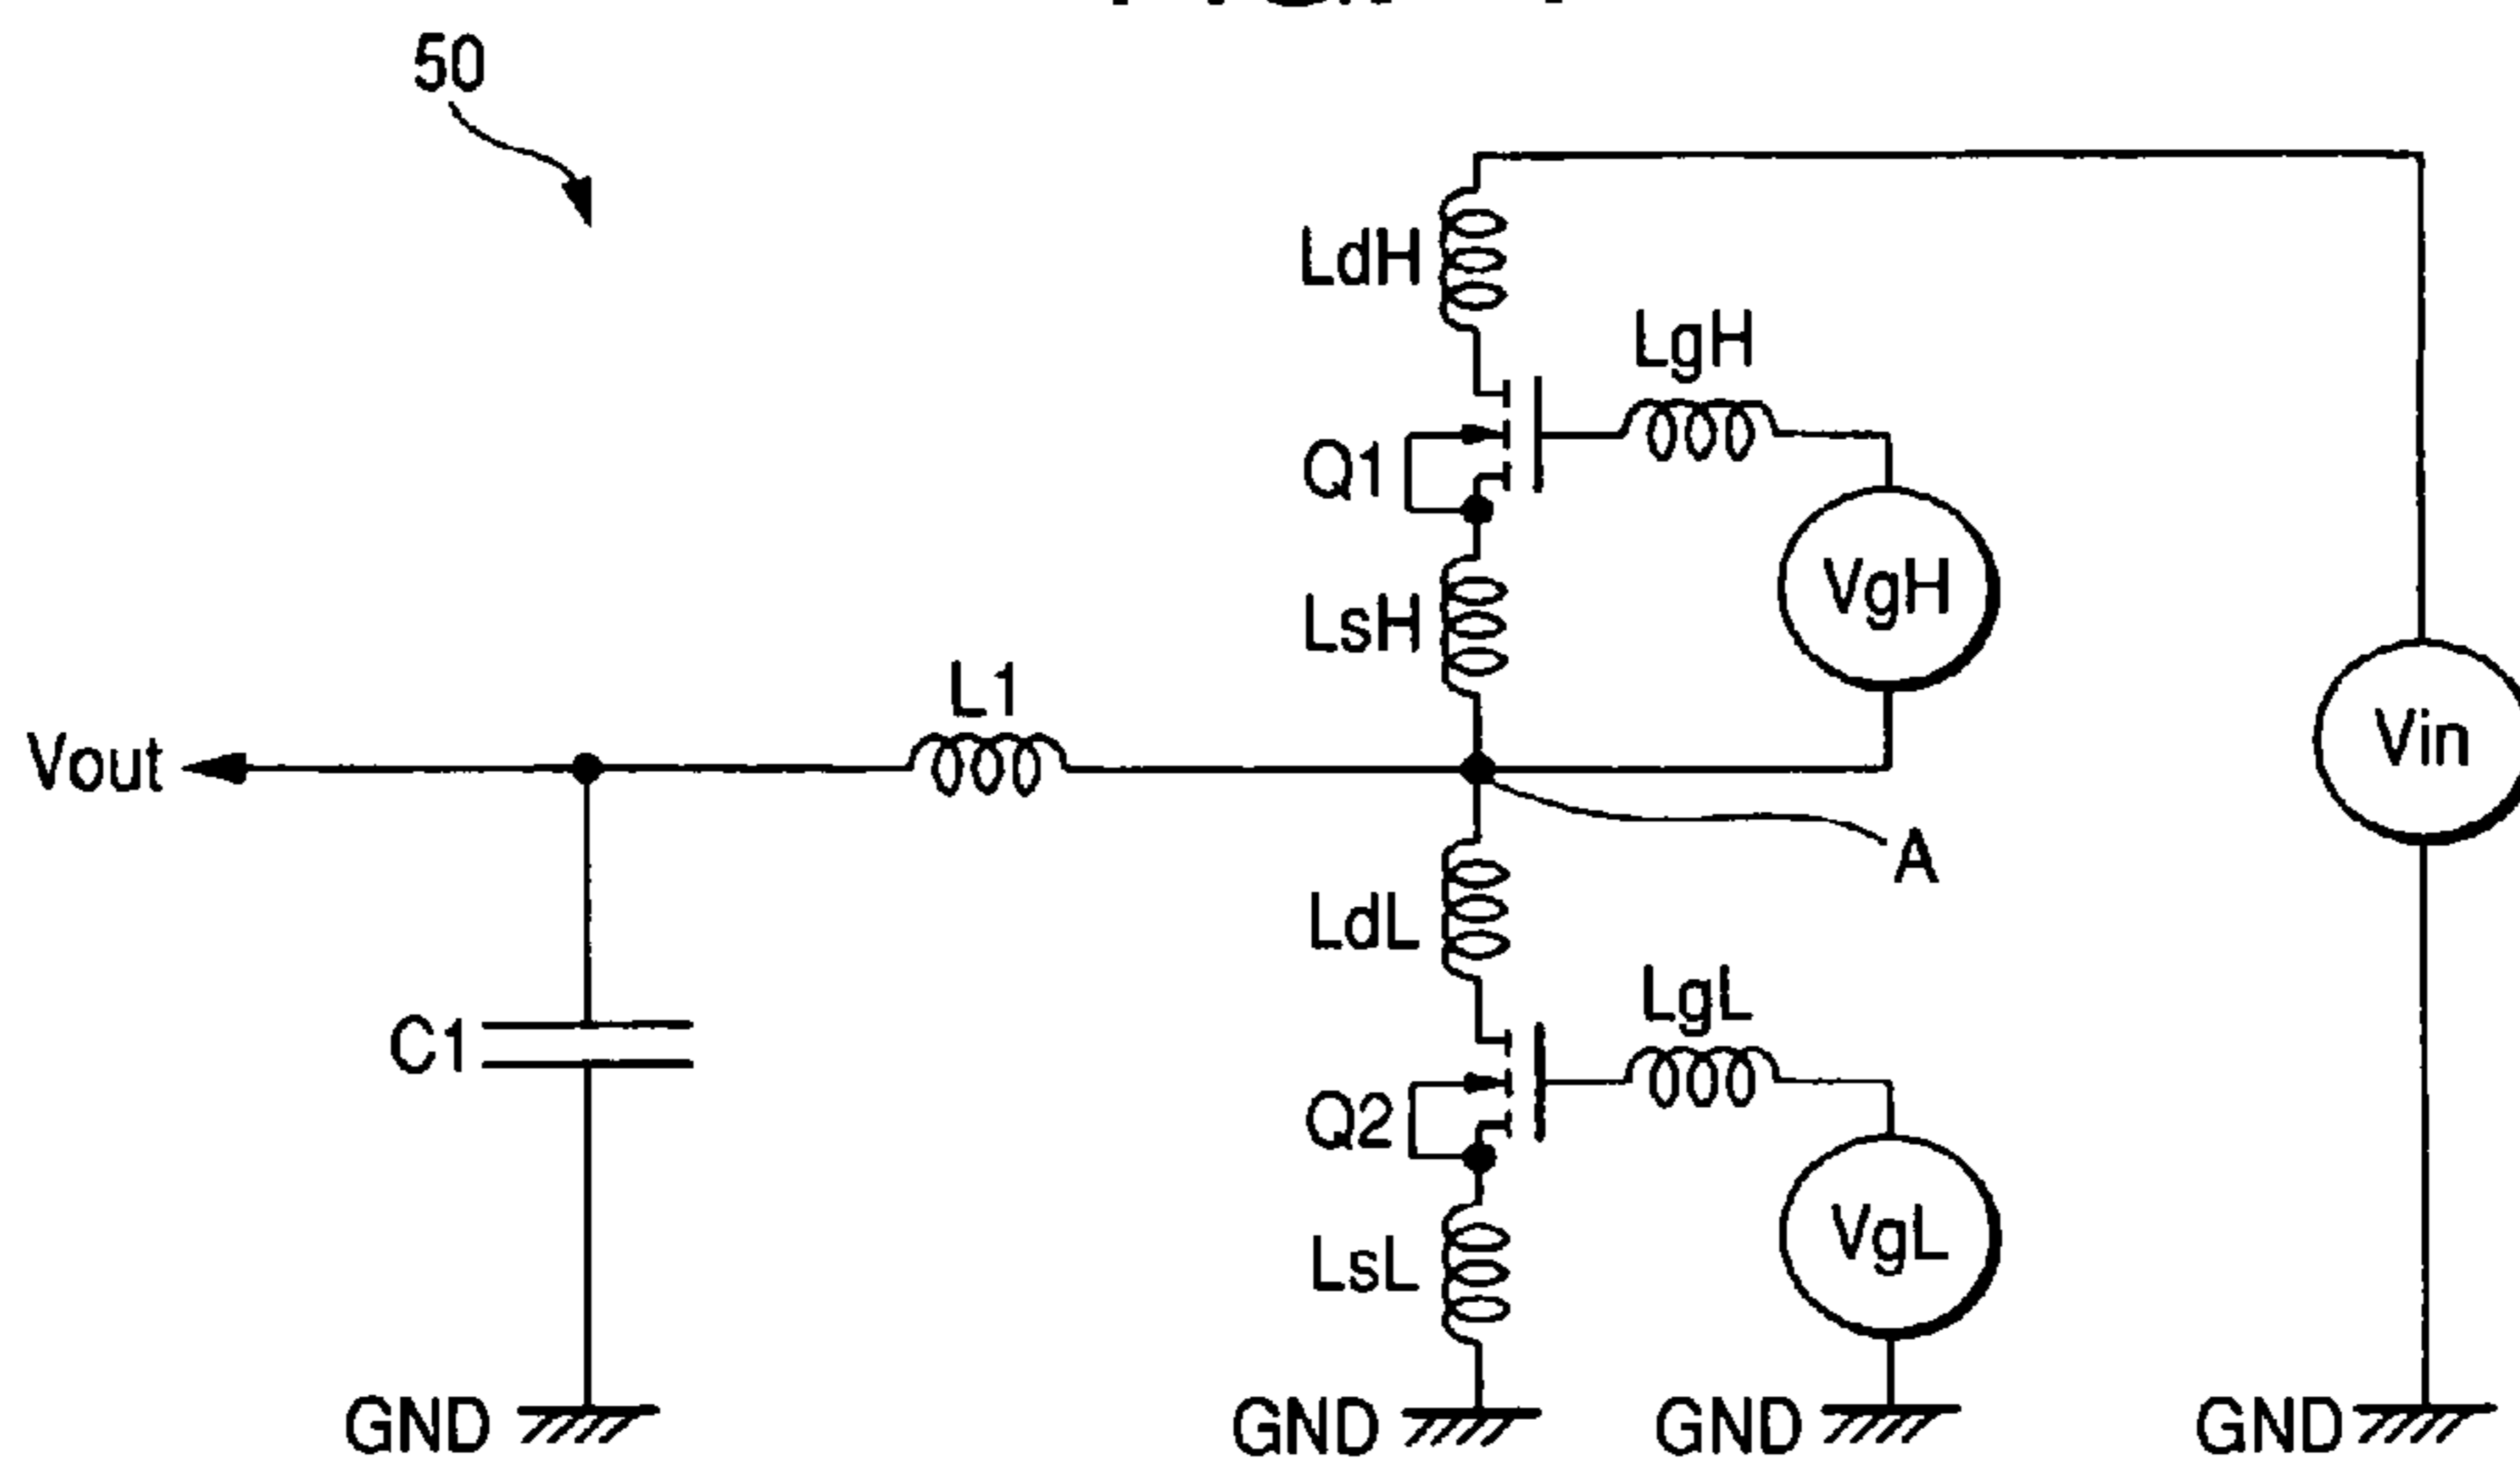 50
LdH
LgH
Q1
VgH
LsH
L1
Vin
Vout
A
LdL
LgL
C1
Q2
VgL
LsL
GND
GND
GND
GND